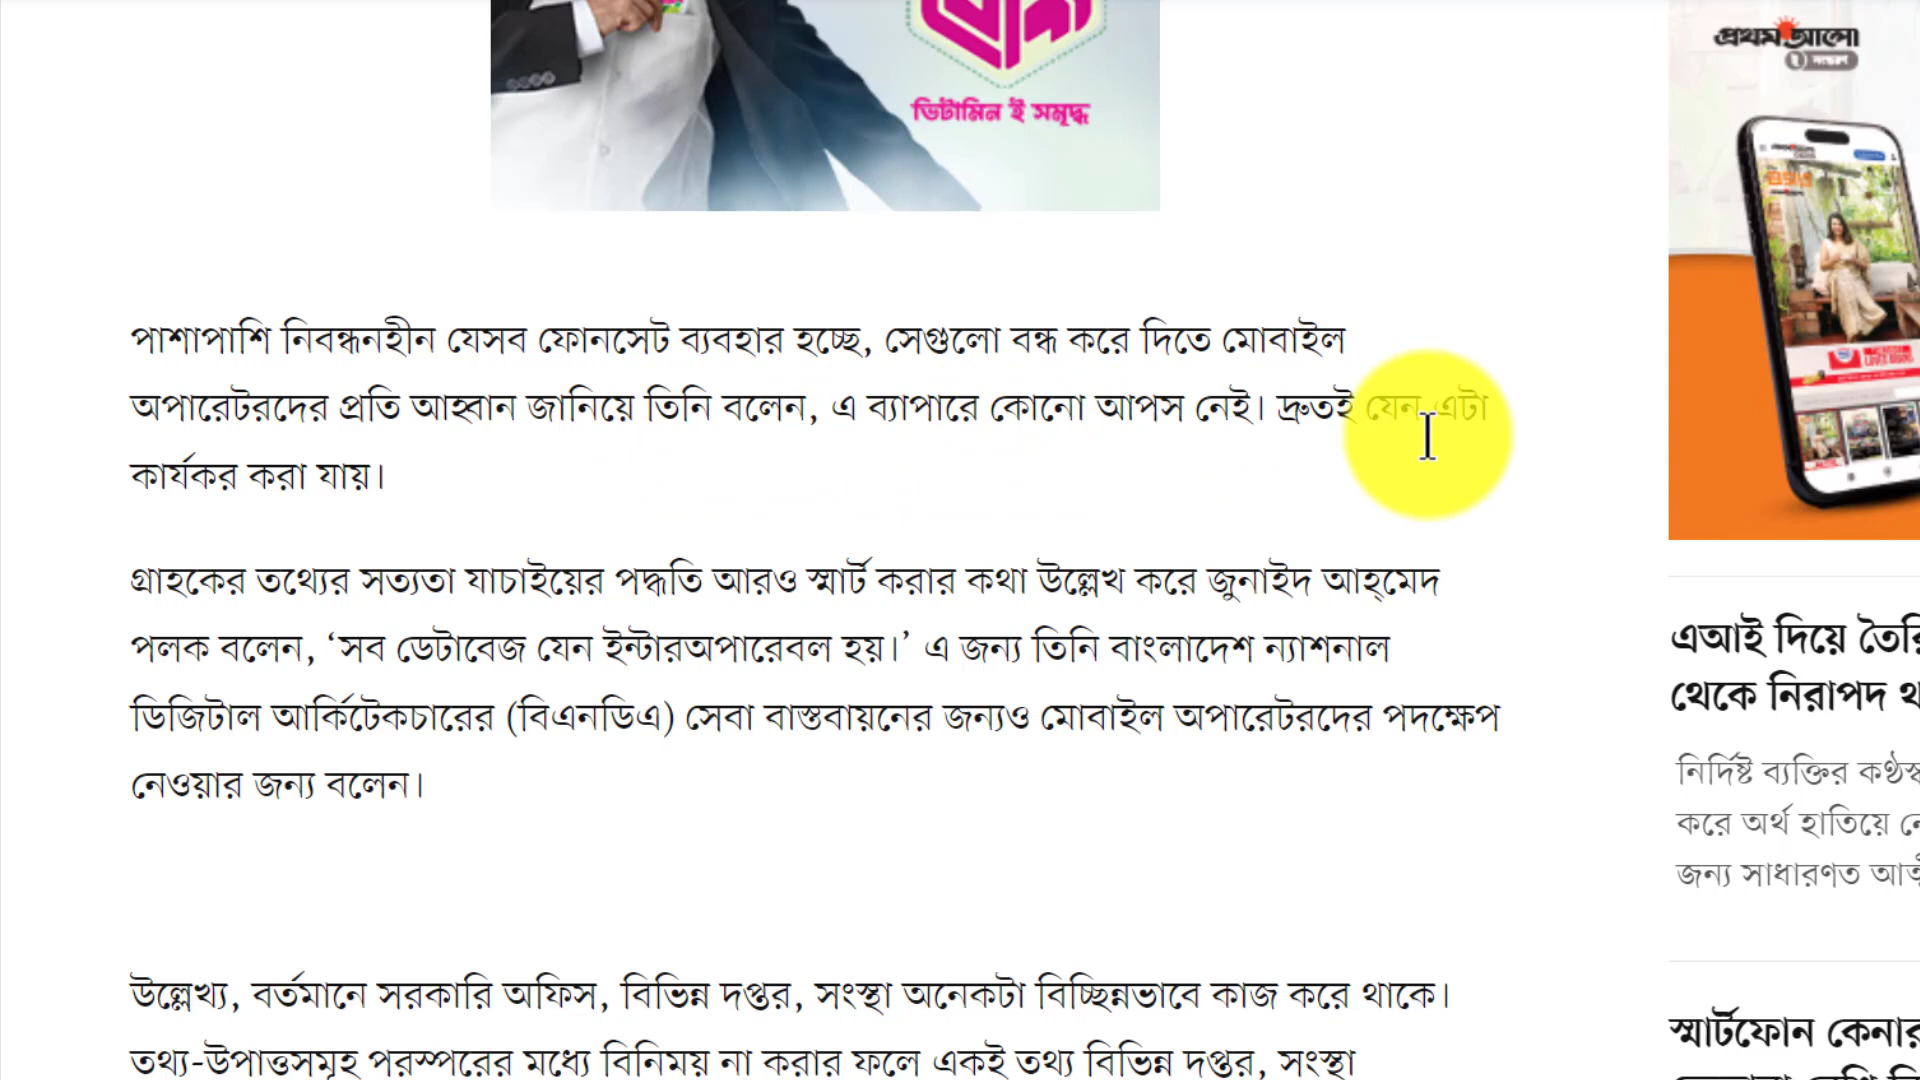 ভিটামিন ই সমৃদ্ধ
পাশাপাশি নিবন্ধনহীন যেসব ফোনসেট ব্যবহার হচ্ছে, সেগুলো বন্ধ করে দিতে মোবাইল
অপারেটরদের প্রতি আহ্বান জানিয়ে তিনি বলেন, এ ব্যাপারে কোনো আপস নেই। দ্রুতই যেন এটা
কার্যকর করা যায়।
গ্রাহকের তথ্যের সত্যতা যাচাইয়ের পদ্ধতি আরও স্মার্ট করার কথা উল্লেখ করে জুনাইদ আহ্‌মেদ
পলক বলেন, ‘সব ডেটাবেজ যেন ইন্টারঅপারেবল হয়।’ এ জন্য তিনি বাংলাদেশ ন্যাশনাল
ডিজিটাল আর্কিটেকচারের (বিএনডিএ) সেবা বাস্তবায়নের জন্যও মোবাইল অপারেটরদের পদক্ষেপ
নেওয়ার জন্য বলেন।
উল্লেখ্য, বর্তমানে সরকারি অফিস, বিভিন্ন দপ্তর, সংস্থা অনেকটা বিচ্ছিন্নভাবে কাজ করে থাকে।
তথ্য-উপাত্তসমূহ পরস্পরের মধ্যে বিনিময় না করার ফলে একই তথ্য বিভিন্ন দপ্তর, সংস্থা
প্রথম আলো
এআই দিয়ে
থেকে নিরাপদ
নির্দিষ্ট ব্যক্তির
করে অর্থ হাতিয়ে
জন্য সাধারণত
স্মার্টফোন